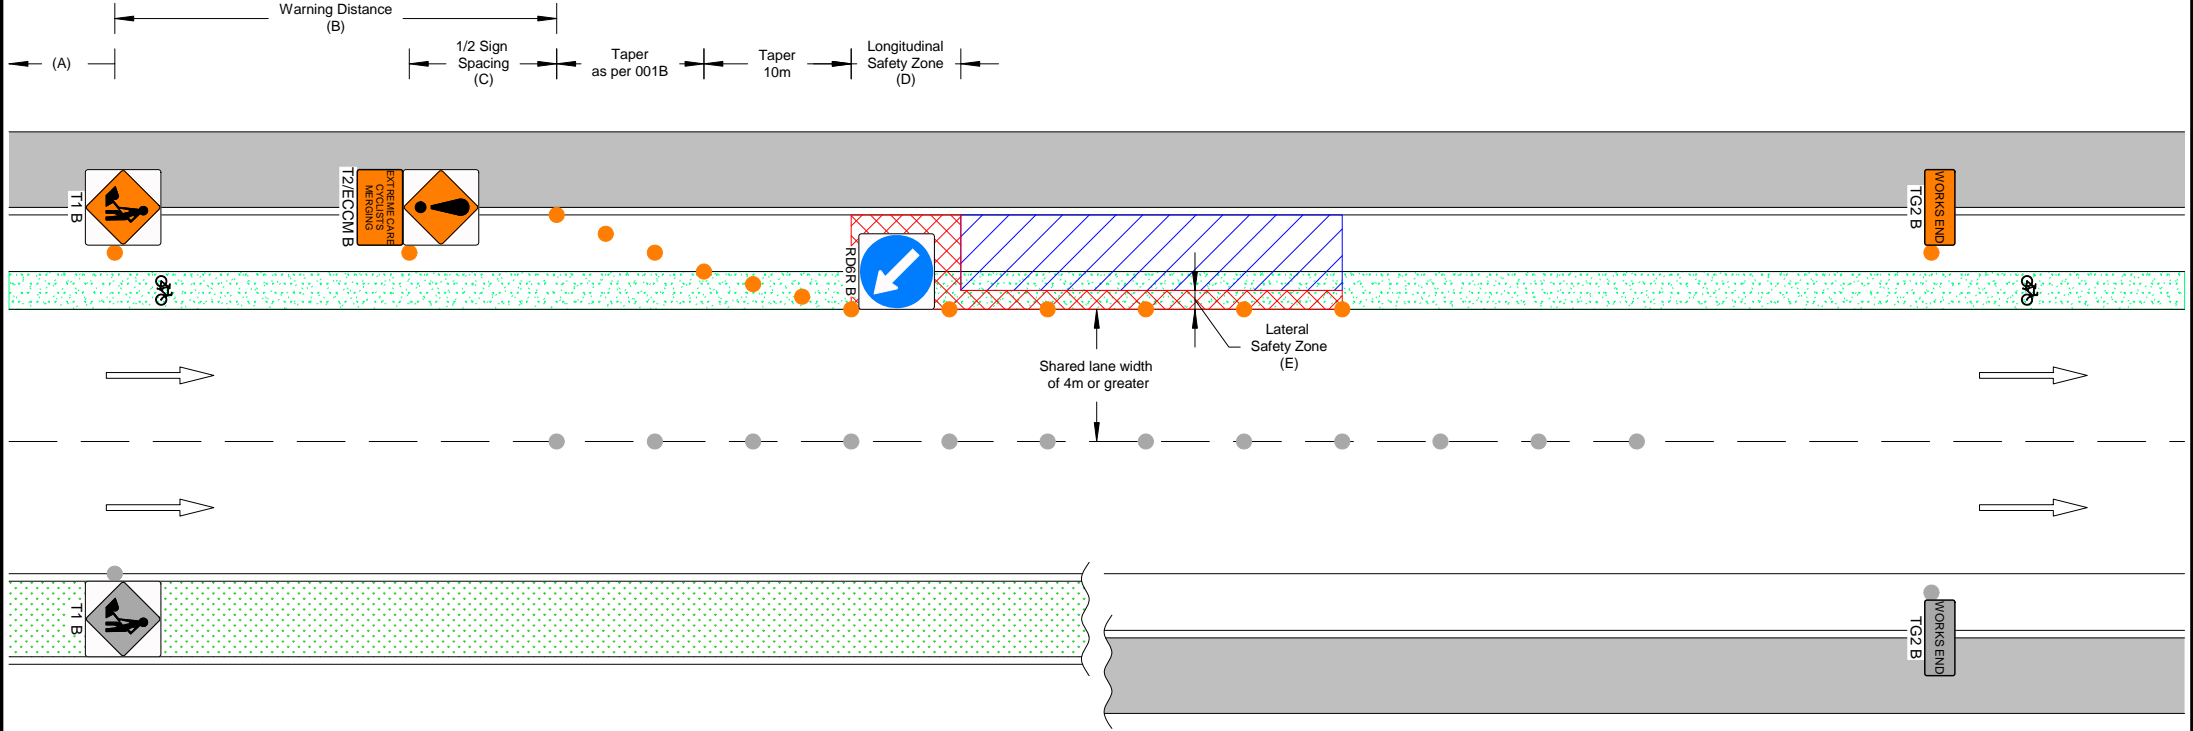 Warning Distance
(B)
(A)
1/2 Sign
Spacing
(C)
Taper
as per 001B
Taper
10m
Longitudinal
Safety Zone
(D)
T1 B
T2/ECCM B
EXTREME CARE
CYCLISTS
MERGING
RD6R B
TG2 B
WORKS END
Lateral
Safety Zone
(E)
Shared lane width
of 4m or greater
T1 B
TG2 B
WORKS END